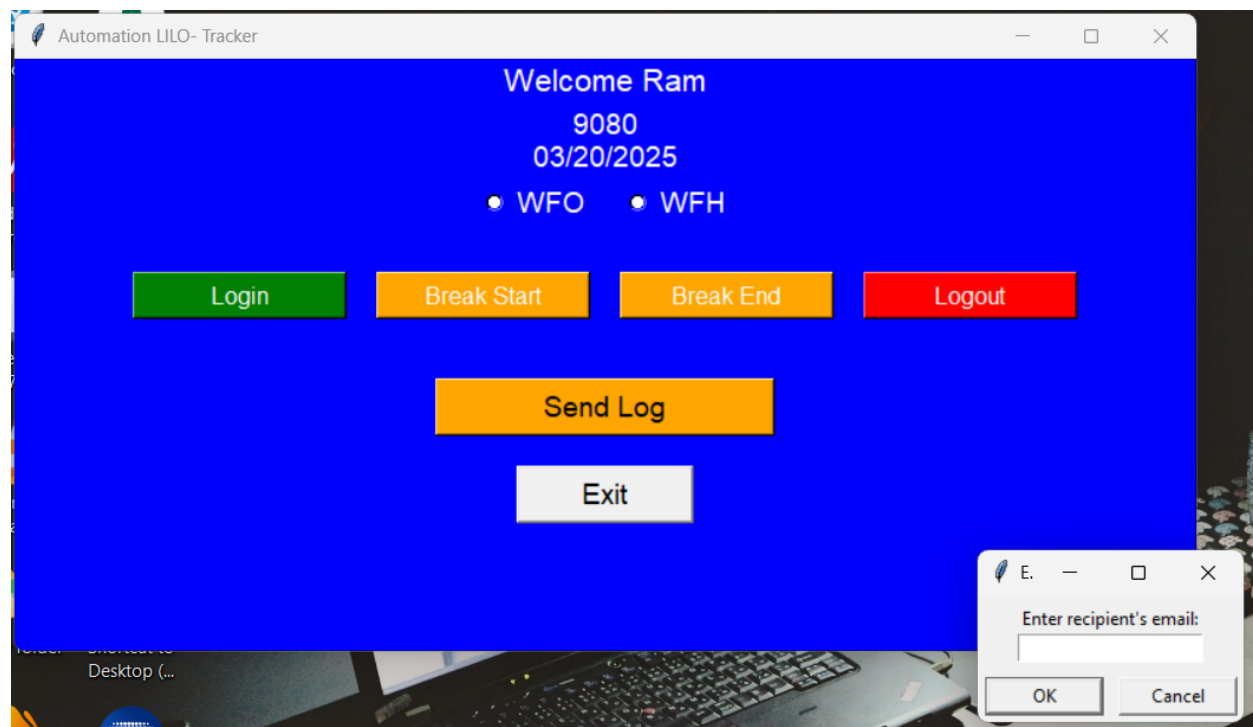 Automation LILO- Tracker
Welcome Ram
9080
03/20/2025
WFO WFH
Login Break Start Break End Logout
Send Log
Exit
E.
Enter recipient's email:
OK Cancel
Desktop (...